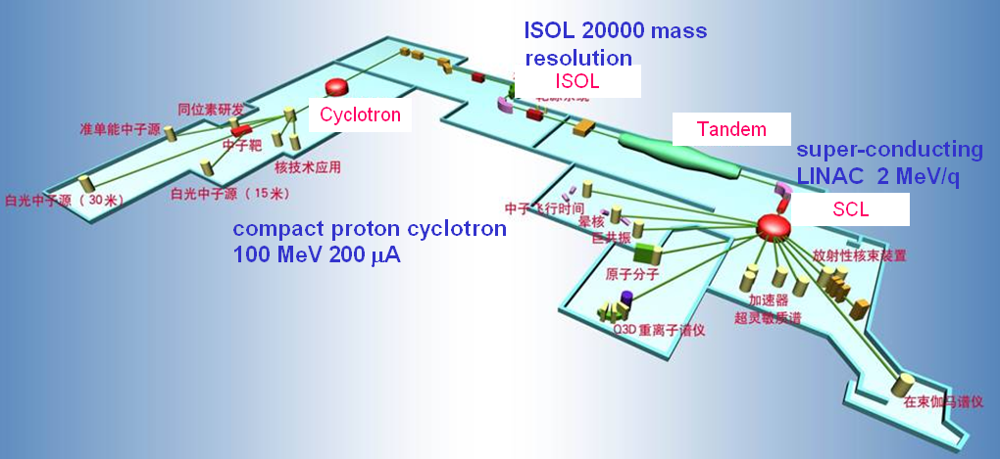 ISOL 20000 mass
resolution
ISOL
Cyclotron
Tandem
同位素研发
准单能中子源
中子靶
核技术应用
白光中子源（30米）
白光中子源（15米）
super-conducting
LINAC 2 MeV/q
SCL
compact proton cyclotron
100 MeV 200 μA
中子飞行时间
晕核
巨共振
原子分子
放射性核束装置
加速器
超灵敏质谱
Q3D重离子谱仪
在束伽马谱仪